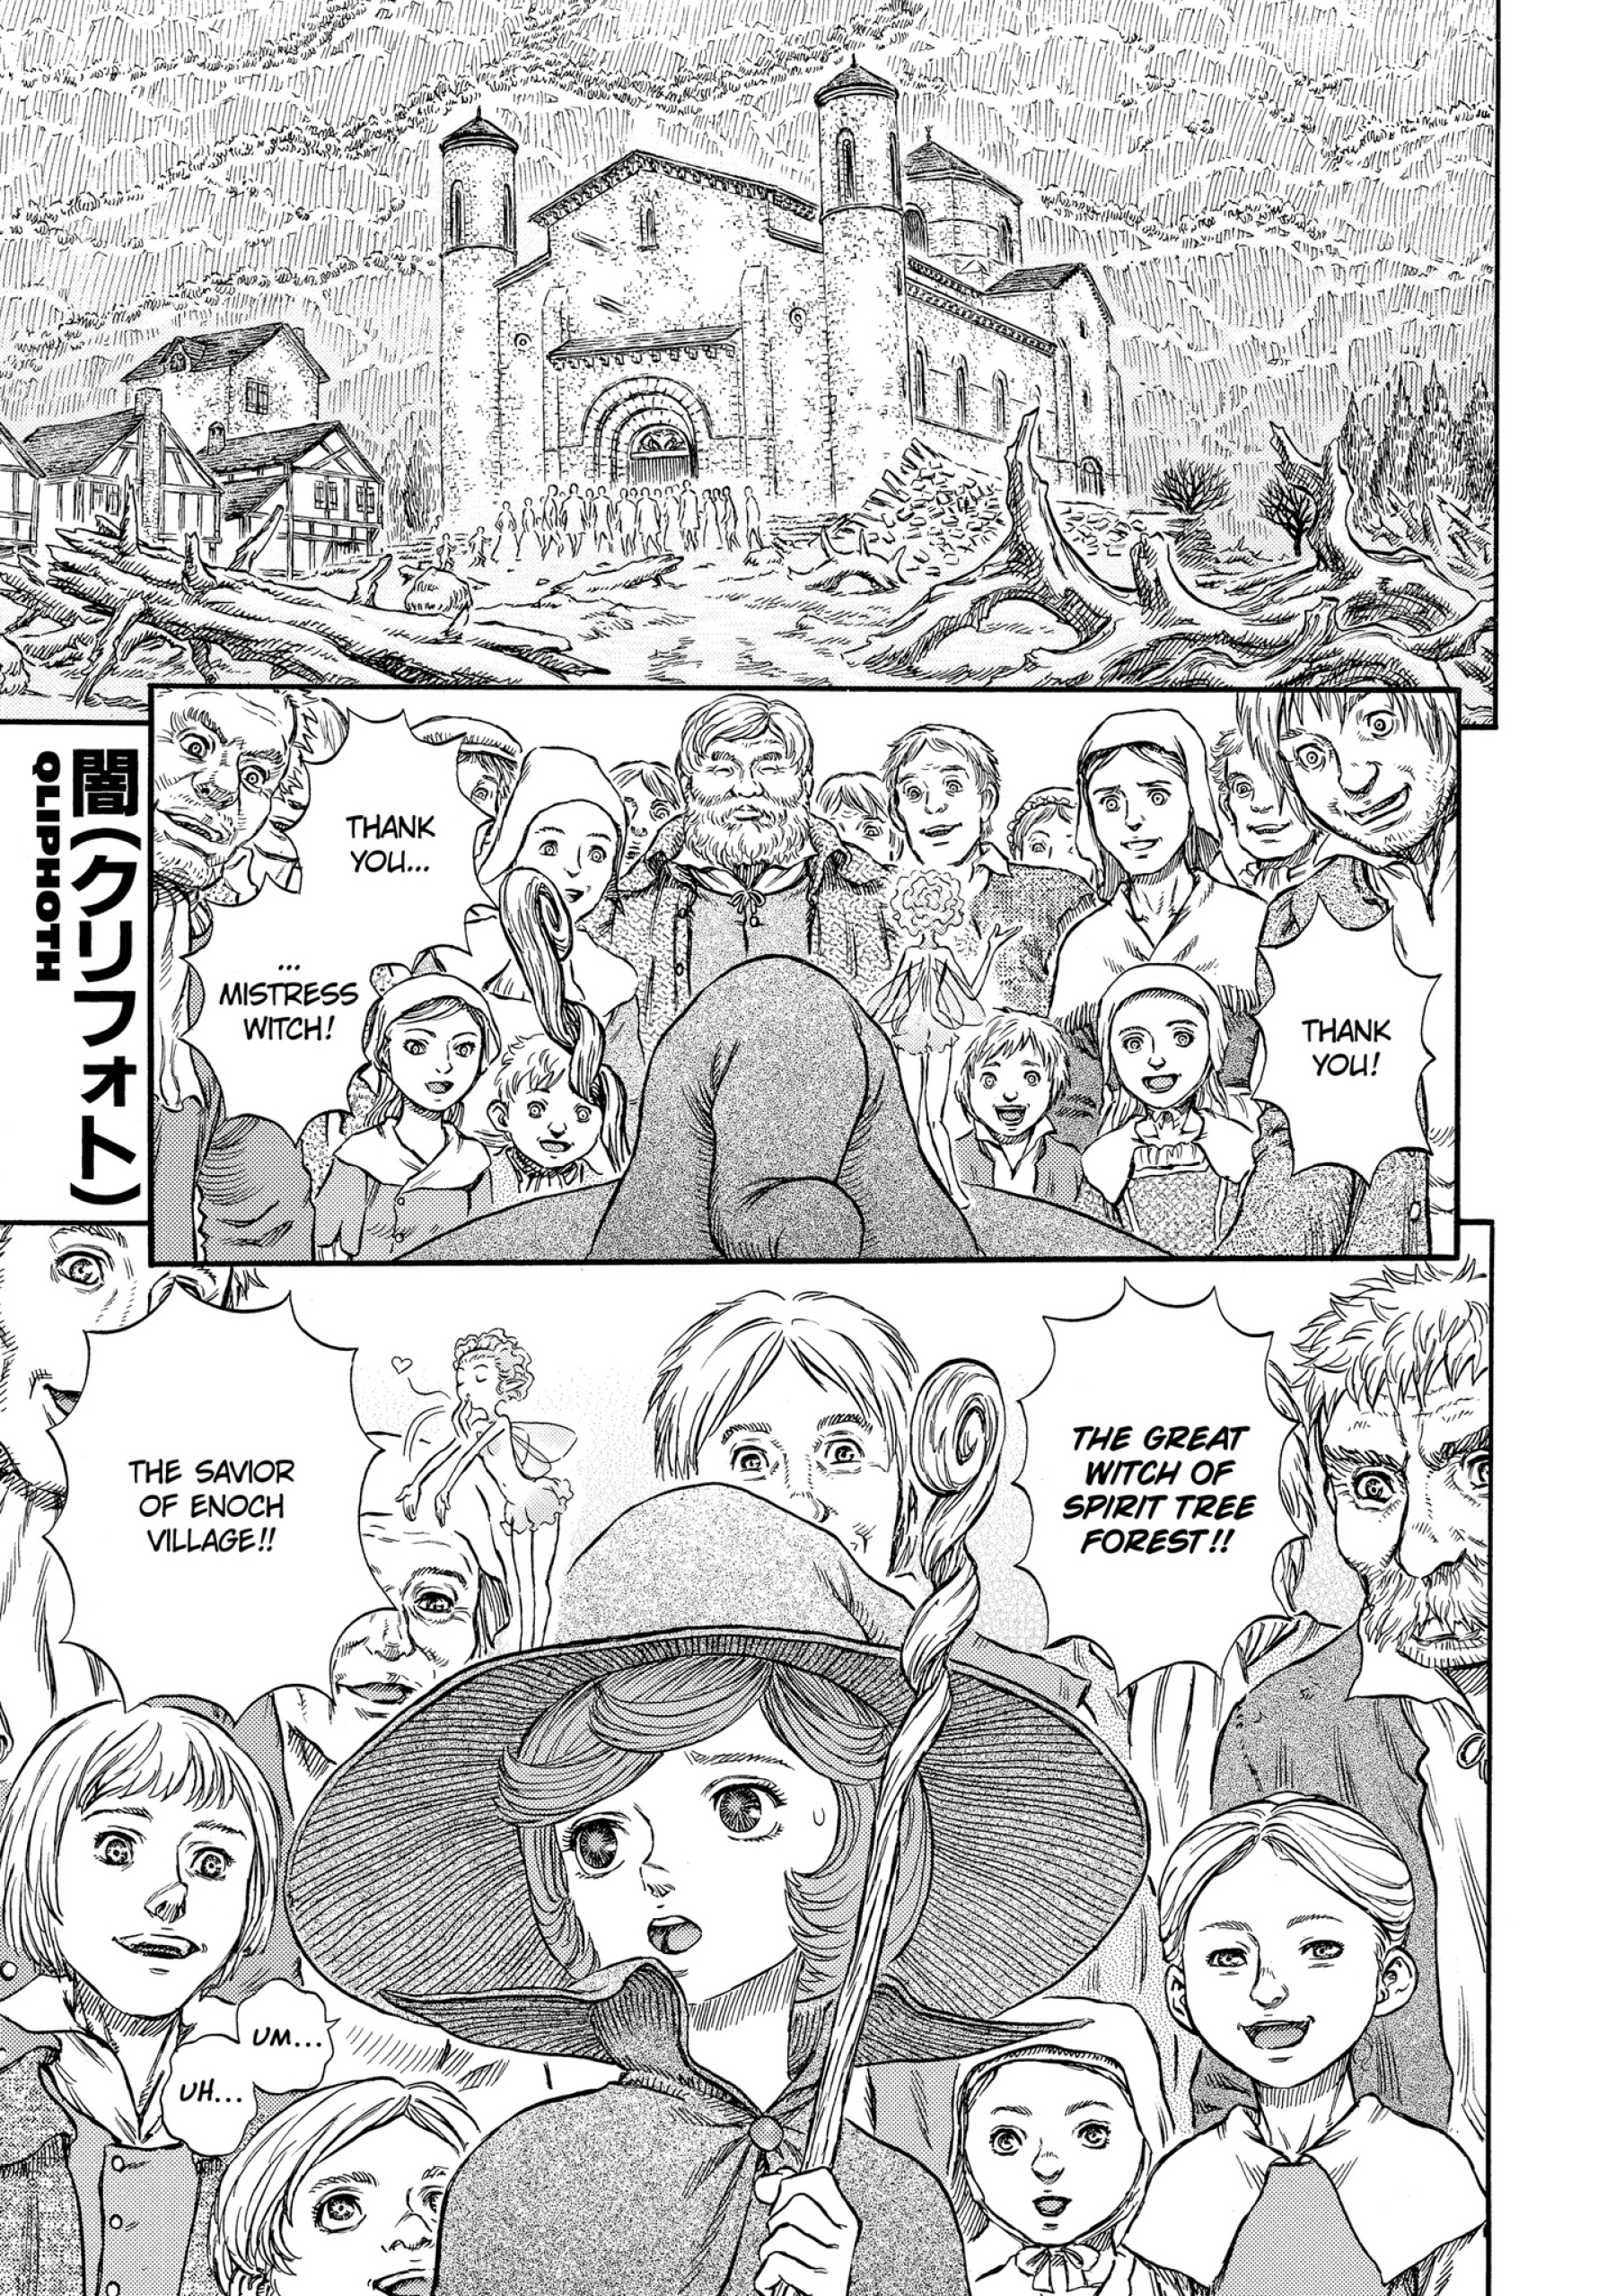 闇(クリフォト)
QLIPHOTH
THANK
YOU!
THANK
YOU...
...
MISTRESS
WITCH!
THE GREAT
WITCH OF
SPIRIT TREE
FOREST!!
THE SAVIOR
OF ENOCH
VILLAGE!!
UM...
UH...